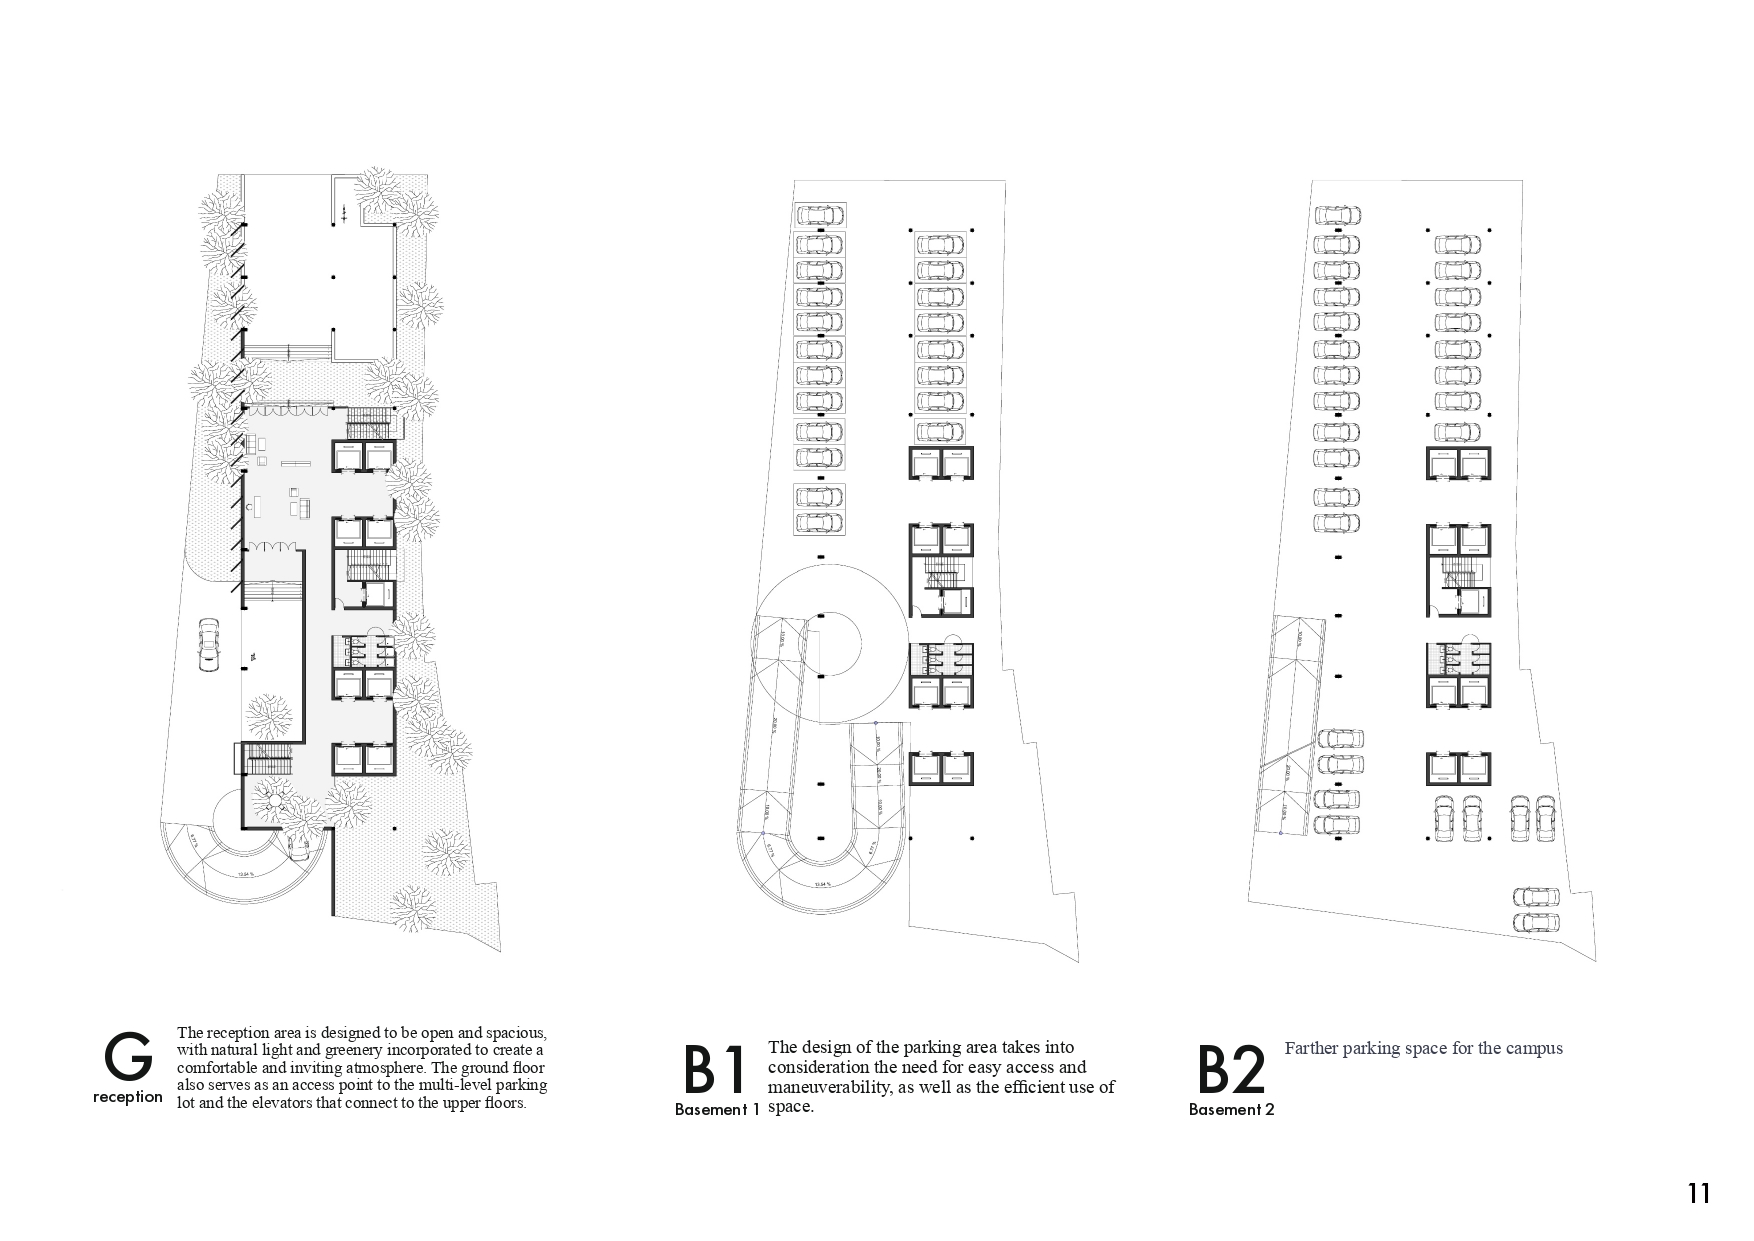 G
reception
The reception area is designed to be open and spacious,
with natural light and greenery incorporated to create a
comfortable and inviting atmosphere. The ground floor
also serves as an access point to the multi-level parking
lot and the elevators that connect to the upper floors.
B1
Basement 1
The design of the parking area takes into
consideration the need for easy access and
maneuverability, as well as the efficient use of
space.
B2
Basement 2
Farther parking space for the campus
13.54 %
13.54 %
11